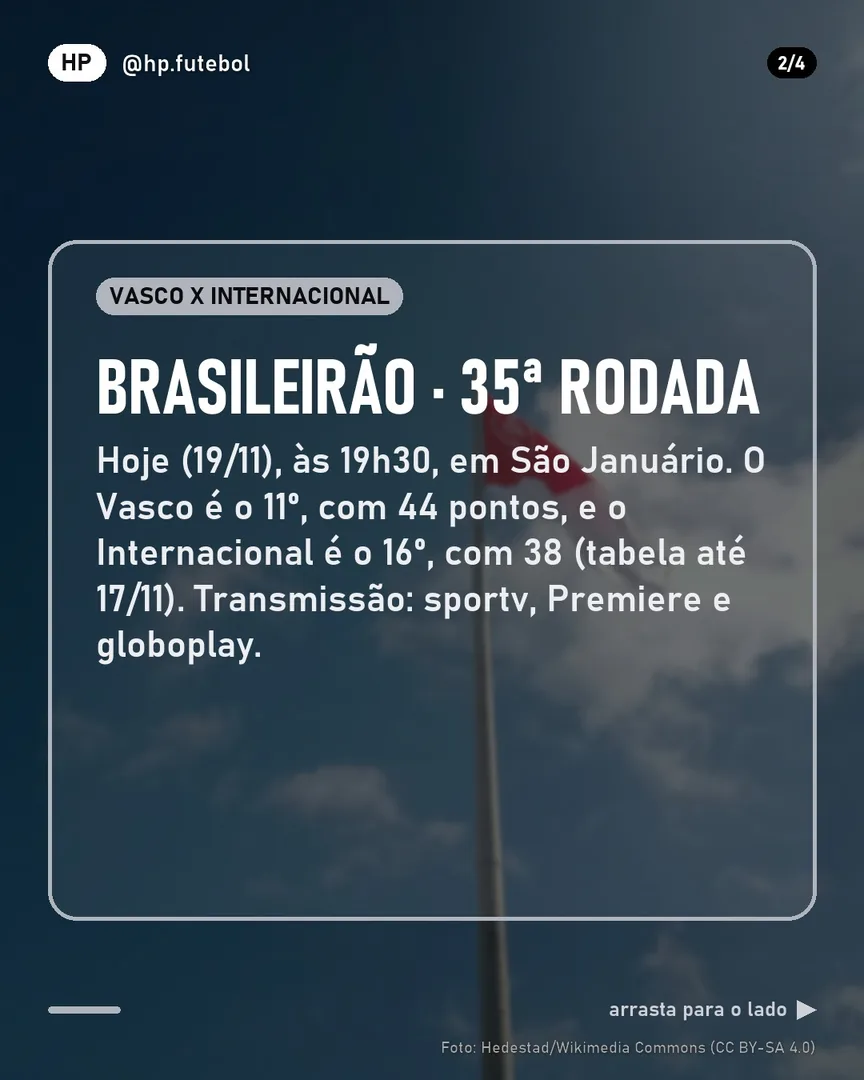 HP @hp.futebol 2/4
VASCO X INTERNACIONAL
BRASILEIRÃO · 35ª RODADA
Hoje (19/11), às 19h30, em São Januário. O
Vasco é o 11º, com 44 pontos, e o
Internacional é o 16º, com 38 (tabela até
17/11). Transmissão: sportv, Premiere e
globoplay.
arrasta para o lado ▶
Foto: Hedestad/Wikimedia Commons (CC BY-SA 4.0)